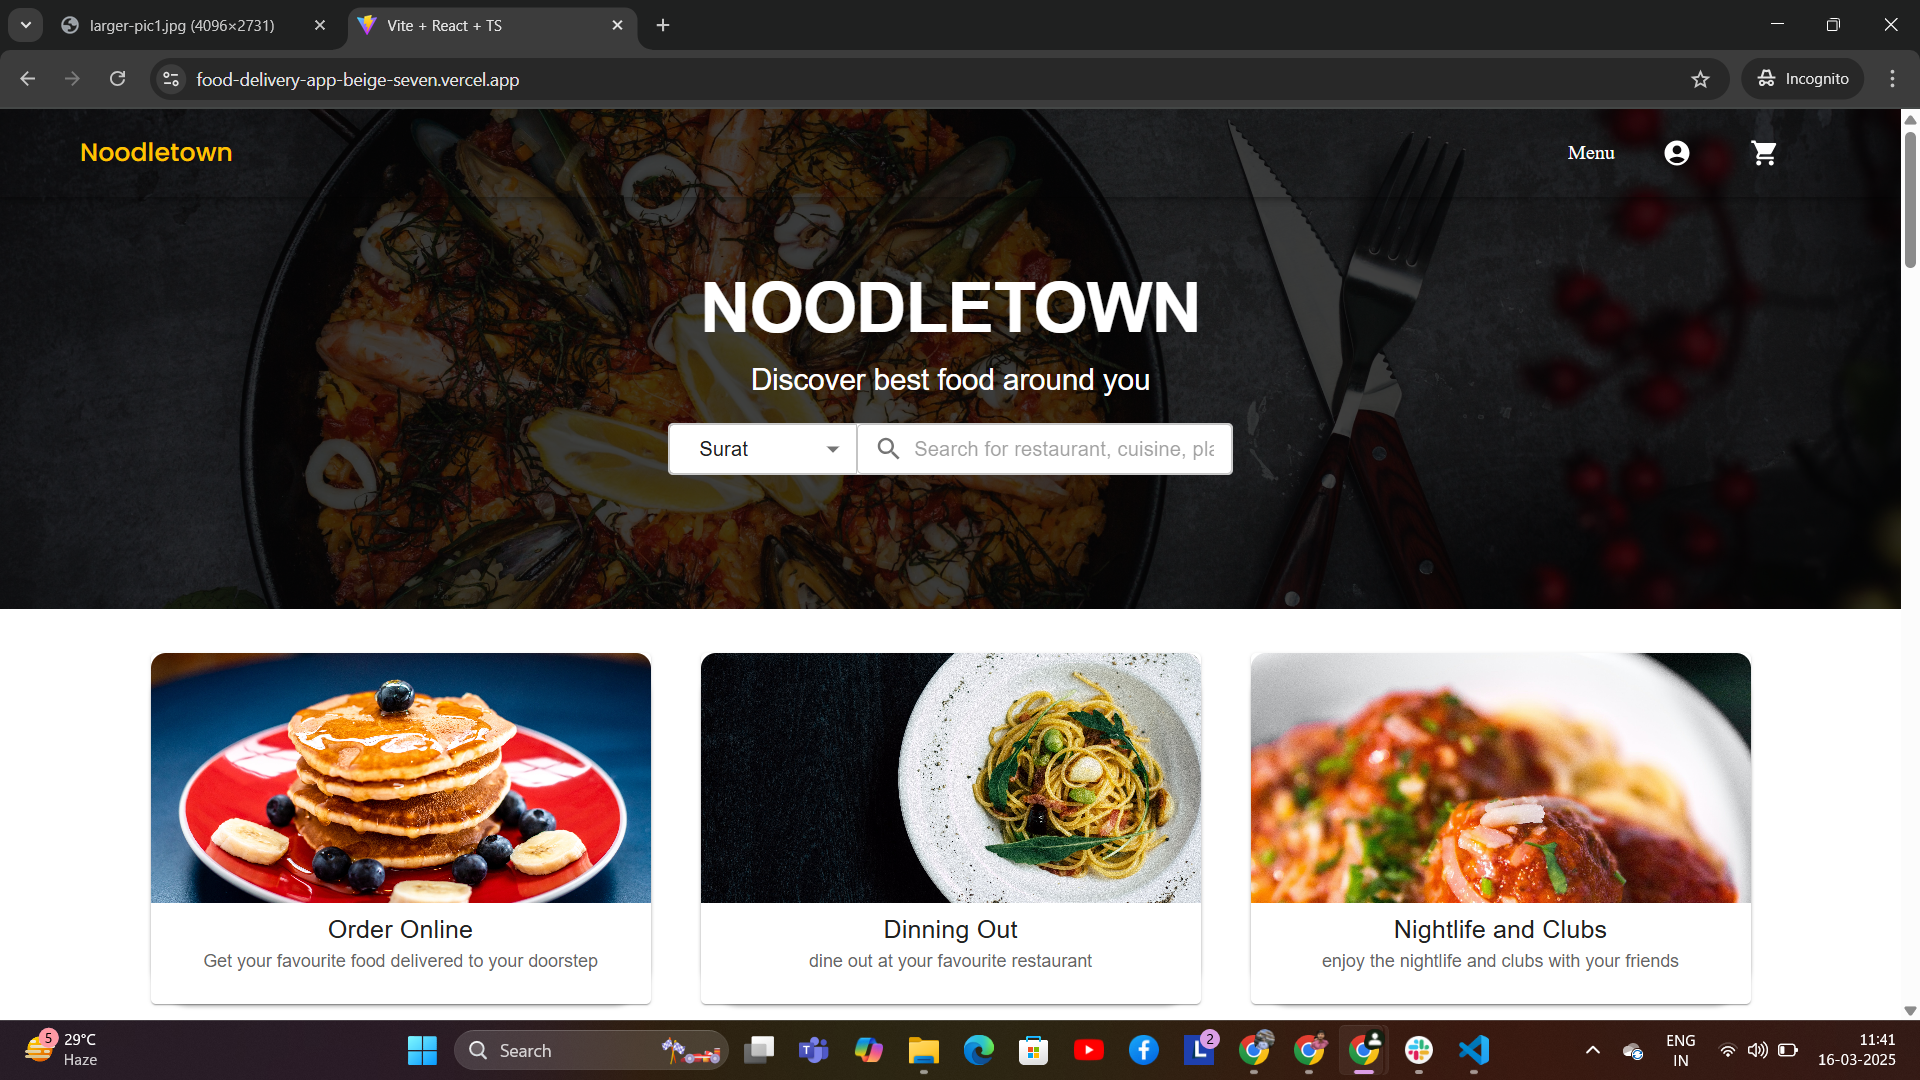 larger-pic1.jpg (4096×2731)
Vite + React + TS
food-delivery-app-beige-seven.vercel.app
Incognito
Noodletown
Menu
NOODLETOWN
Discover best food around you
Surat
Search for restaurant, cuisine, pla
Order Online
Get your favourite food delivered to your doorstep
Dinning Out
dine out at your favourite restaurant
Nightlife and Clubs
enjoy the nightlife and clubs with your friends
5
29°C
Haze
Search
T
L
2
ENG
IN
11:41
16-03-2025